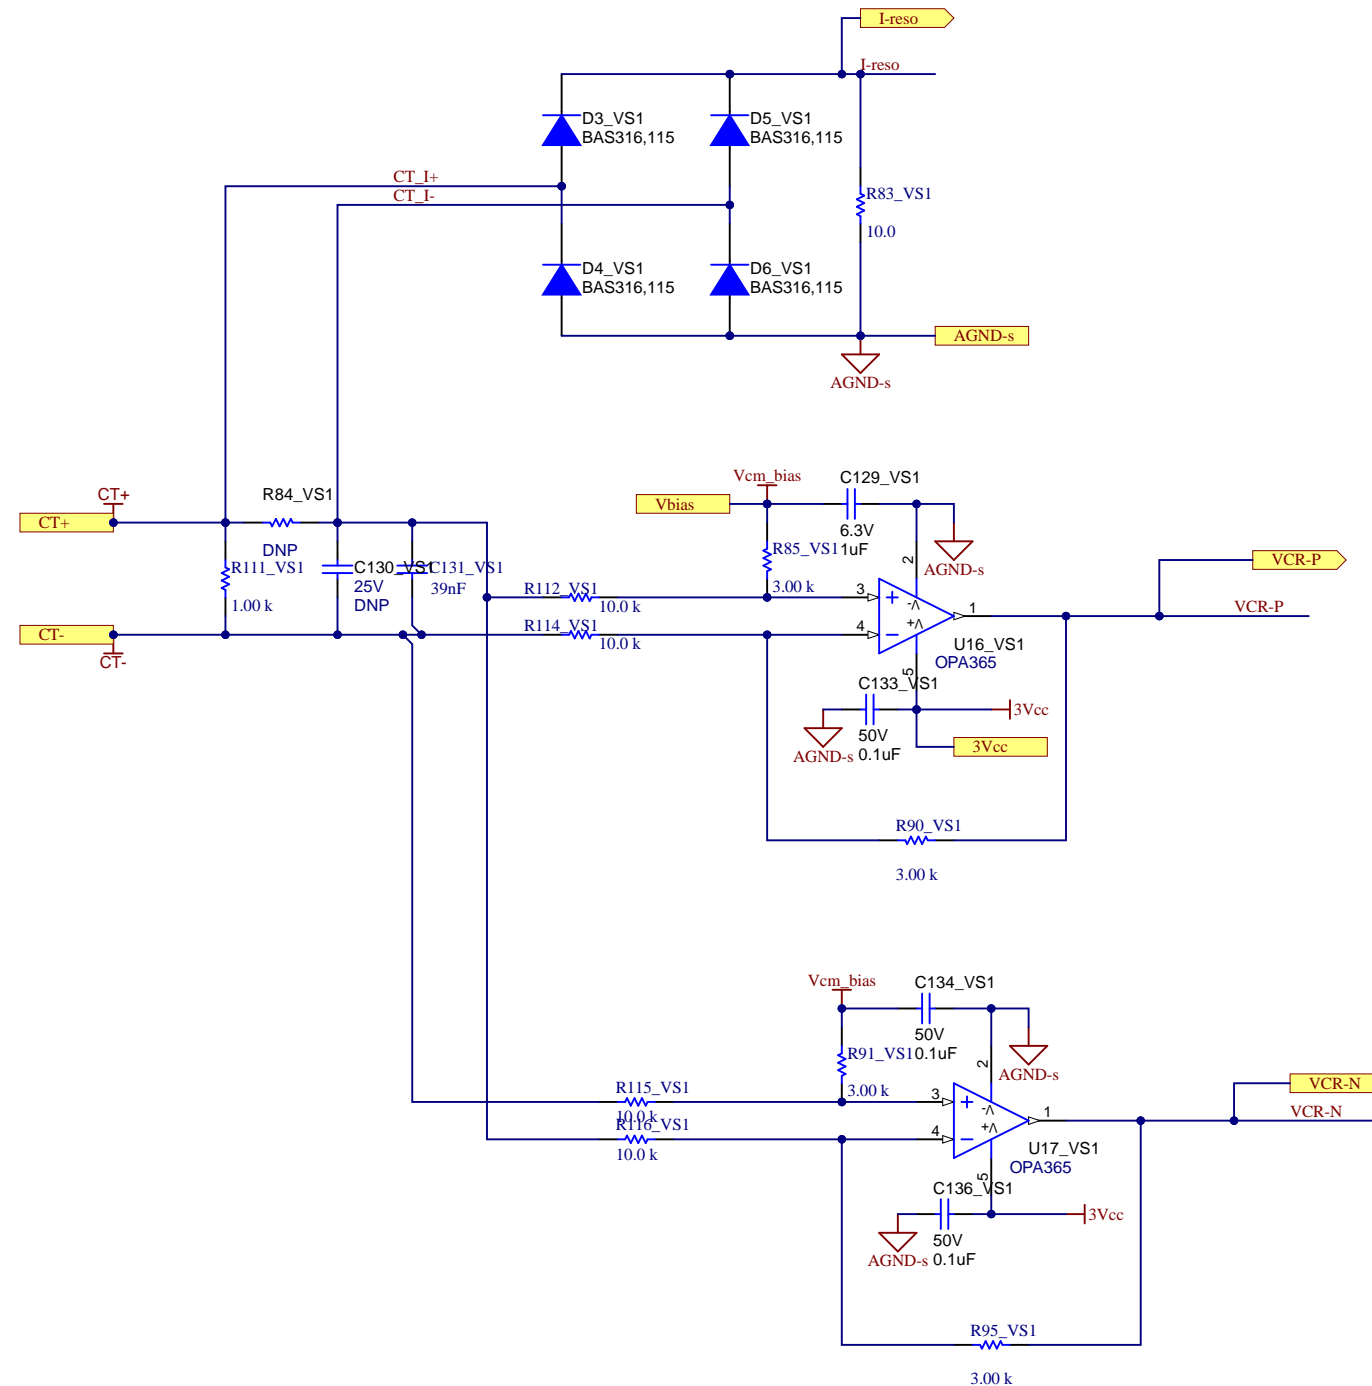 I-reso
I-reso
D3_VS1
BAS316,115
D5_VS1
BAS316,115
CT_I+
CT_I-
R83_VS1
10.0
D4_VS1
BAS316,115
D6_VS1
BAS316,115
AGND-s
AGND-s
CT+
CT+
R84_VS1
DNP
R111_VS1
1.00 k
C130_VS1
25V
DNP
C131_VS1
39nF
CT-
CT-
Vcm_bias
Vbias
C129_VS1
6.3V
1uF
R85_VS1
3.00 k
AGND-s
R112_VS1
10.0 k
R114_VS1
10.0 k
3
4
2
1
5
+
−
V-
V+
U16_VS1
OPA365
VCR-P
VCR-P
C133_VS1
50V
0.1uF
AGND-s
3Vcc
3Vcc
R90_VS1
3.00 k
Vcm_bias
C134_VS1
50V
0.1uF
R91_VS1
3.00 k
AGND-s
R115_VS1
10.0 k
R116_VS1
10.0 k
3
4
2
1
5
+
−
V-
V+
U17_VS1
OPA365
VCR-N
VCR-N
C136_VS1
50V
0.1uF
AGND-s
3Vcc
R95_VS1
3.00 k